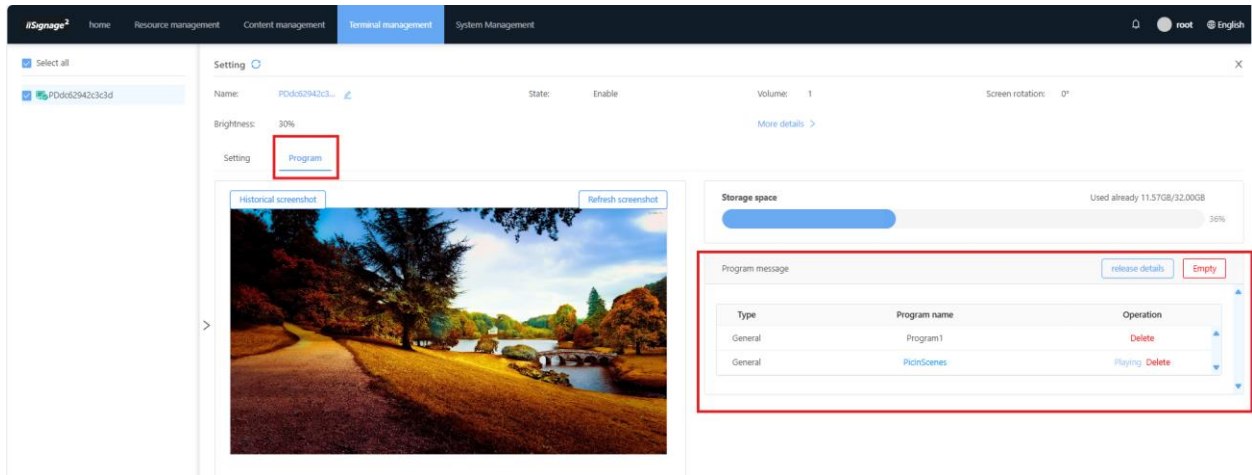 iiSignage² home Resource management Content management Terminal management System Management root English
Select all
PDdc62942c3c3d
Setting
Name: PDdc62942c3... State: Enable Volume: 1 Screen rotation: 0°
Brightness: 30% More details >
Setting Program
Historical screenshot Refresh screenshot
Storage space Used already 11.57GB/32.00GB
36%
Program message release details Empty
Type Program name Operation
General Program1 Delete
General PicInScenes Playing Delete